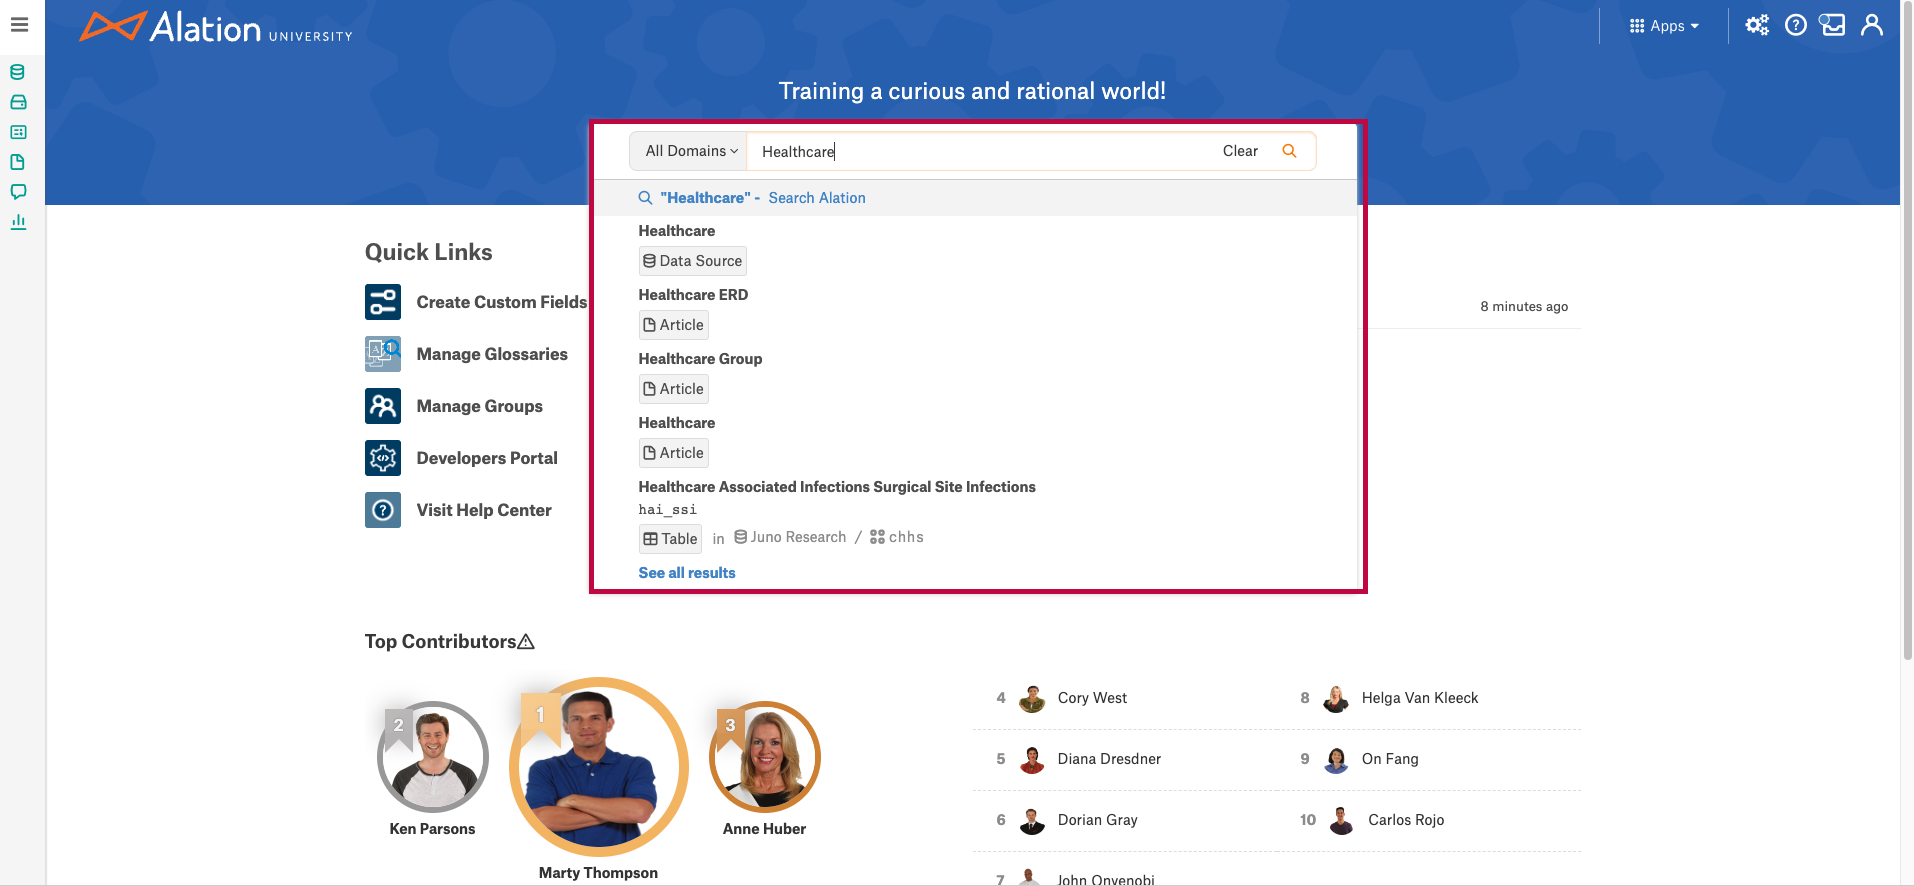 Alation UNIVERSITY
Apps
Training a curious and rational world!
All Domains
Healthcare
Clear
"Healthcare" - Search Alation
Healthcare
Data Source
Healthcare ERD
Article
Healthcare Group
Article
Healthcare
Article
Healthcare Associated Infections Surgical Site Infections
hai_ssi
Table in Juno Research / chhs
See all results
Quick Links
Create Custom Fields
Manage Glossaries
Manage Groups
Developers Portal
Visit Help Center
8 minutes ago
Top Contributors
2
Ken Parsons
1
Marty Thompson
3
Anne Huber
4 Cory West
5 Diana Dresdner
6 Dorian Gray
7 John Onyenobi
8 Helga Van Kleeck
9 On Fang
10 Carlos Rojo